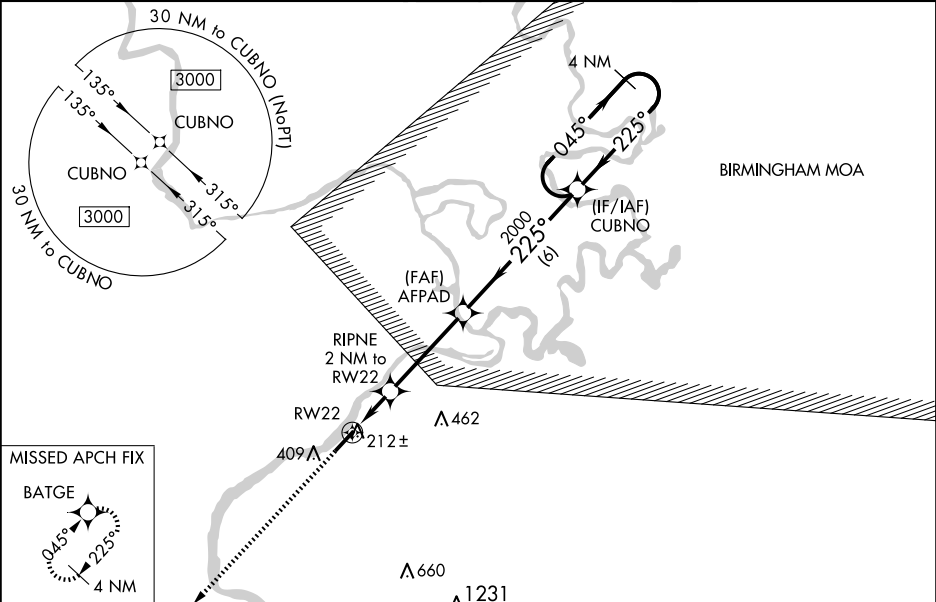 30 NM to CUBNO (NoPT)
3000
135°
135°
CUBNO
CUBNO
315°
315°
3000
30 NM to CUBNO
4 NM
045°
225°
BIRMINGHAM MOA
(IF/IAF)
CUBNO
2000
225°
(6)
(FAF)
AFPAD
RIPNE
2 NM to
RW22
RW22
462
212±
409
MISSED APCH FIX
BATGE
045°
225°
4 NM
660
1231